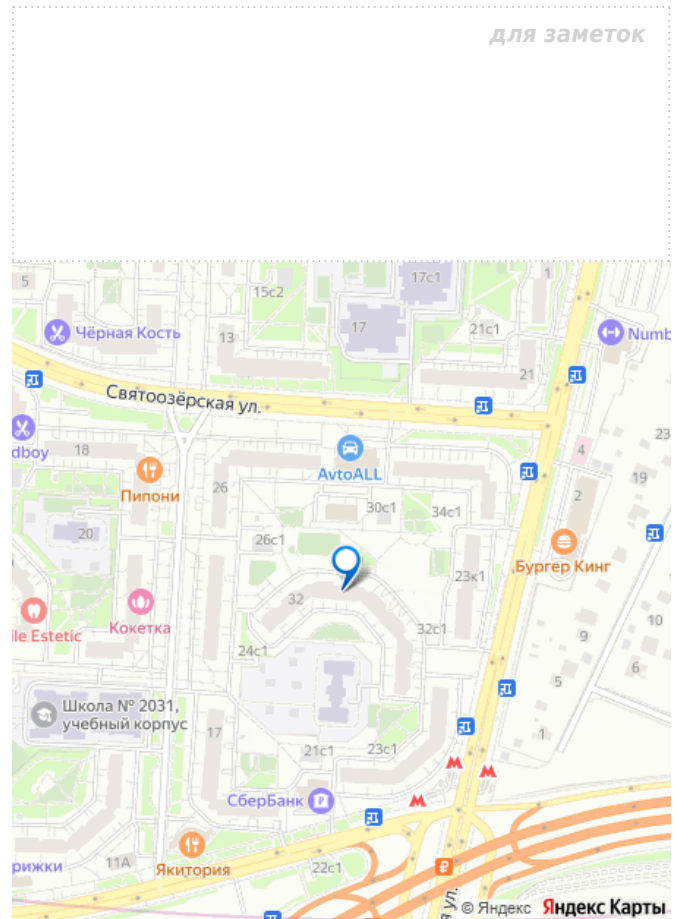 для заметок
5
15с2
17с1
1
Чёрная Кость
13
17
21с1
Numb
21
Святоозёрская ул.
dboy
18
Пипони
AvtoALL
4
23
19
26
30с1
34с1
2
20
26с1
Бургер Кинг
23к1
32
ile Estetic
Кокетка
32с1
10
9
24с1
6
5
Школа № 2031,
учебный корпус
17
21с1
23с1
1
СберБанк
рижки
11А
Якитория
22с1
ул.
© Яндекс Яндекс Карты